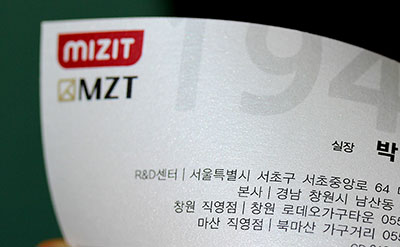 MIZIT
MZT
194
실장 박
R&D센터 | 서울특별시 서초구 서초중앙로 64
본사 | 경남 창원시 남산동
창원 직영점 | 창원 로데오가구타운 055
마산 직영점 | 북마산 가구거리 055